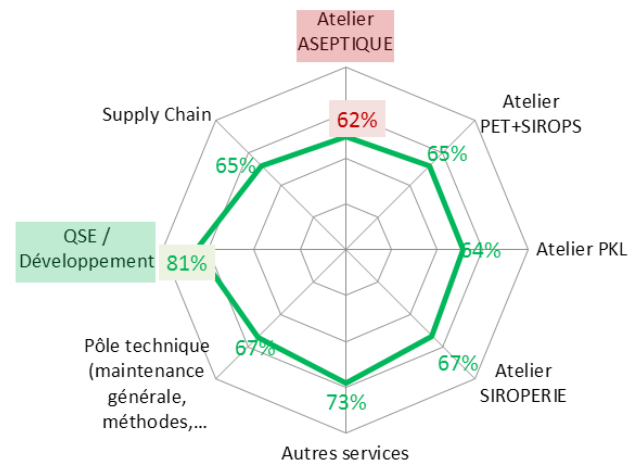 Atelier
ASEPTIQUE
62%
Atelier
PET+SIROPS
65%
Atelier PKL
64%
Atelier
SIROPERIE
67%
Autres services
73%
Pôle technique
(maintenance
générale,
méthodes,...
67%
QSE /
Développement
81%
Supply Chain
65%